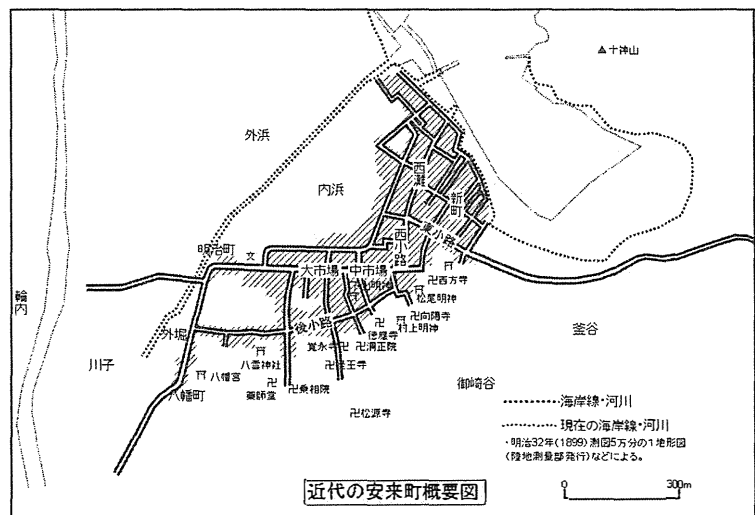 十神山
外浜
内浜
西灘
新町
東小路
西小路
明治町
文
大市場
中市場
卍西方寺
松尾明神
卍向陽寺
村上明神
徳應寺
卍洞正院
後小路
覚永寺卍
輪内
外堀
川子
八雲神社
八幡宮
八幡町
薬師堂
卍乗相院
卍松源寺
釜谷
御崎谷
海岸線・河川
現在の海岸線・河川
・明治32年(1899)測図5万分の1地形図
(陸地測量部発行)などによる。
近代の安来町概要図
0 300m